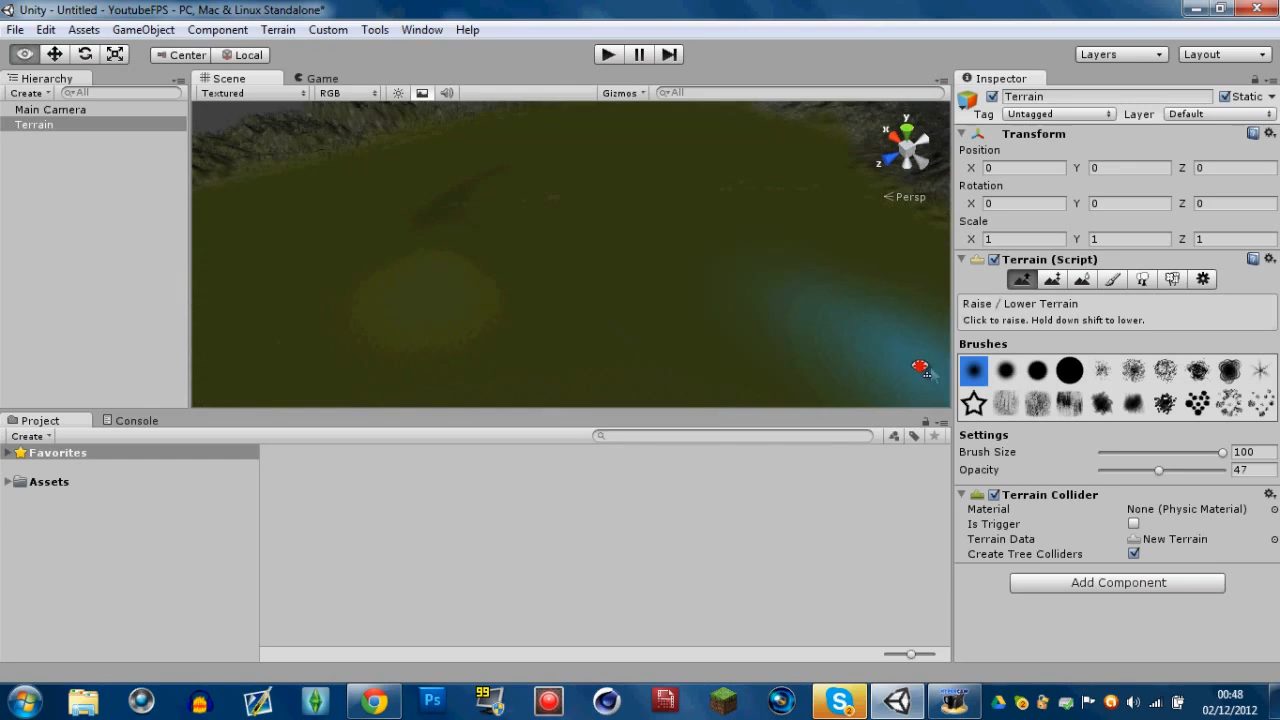 Unity - Untitled - YoutubeFPS - PC, Mac & Linux Standalone*
File Edit Assets GameObject Component Terrain Custom Tools Window Help
Center Local Layers Layout
Hierarchy Scene Game Inspector
Create All Textured RGB Gizmos All
Main Camera
Terrain
y
x
z
Persp
Terrain Static
Tag Untagged Layer Default
Transform
Position
X 0 Y 0 Z 0
Rotation
X 0 Y 0 Z 0
Scale
X 1 Y 1 Z 1
Terrain (Script)
Raise / Lower Terrain
Click to raise. Hold down shift to lower.
Brushes
Settings
Brush Size 100
Opacity 47
Terrain Collider
Material None (Physic Material)
Is Trigger
Terrain Data New Terrain
Create Tree Colliders
Add Component
Project Console
Create
Favorites
Assets
Ps
99
2
00:48
02/12/2012